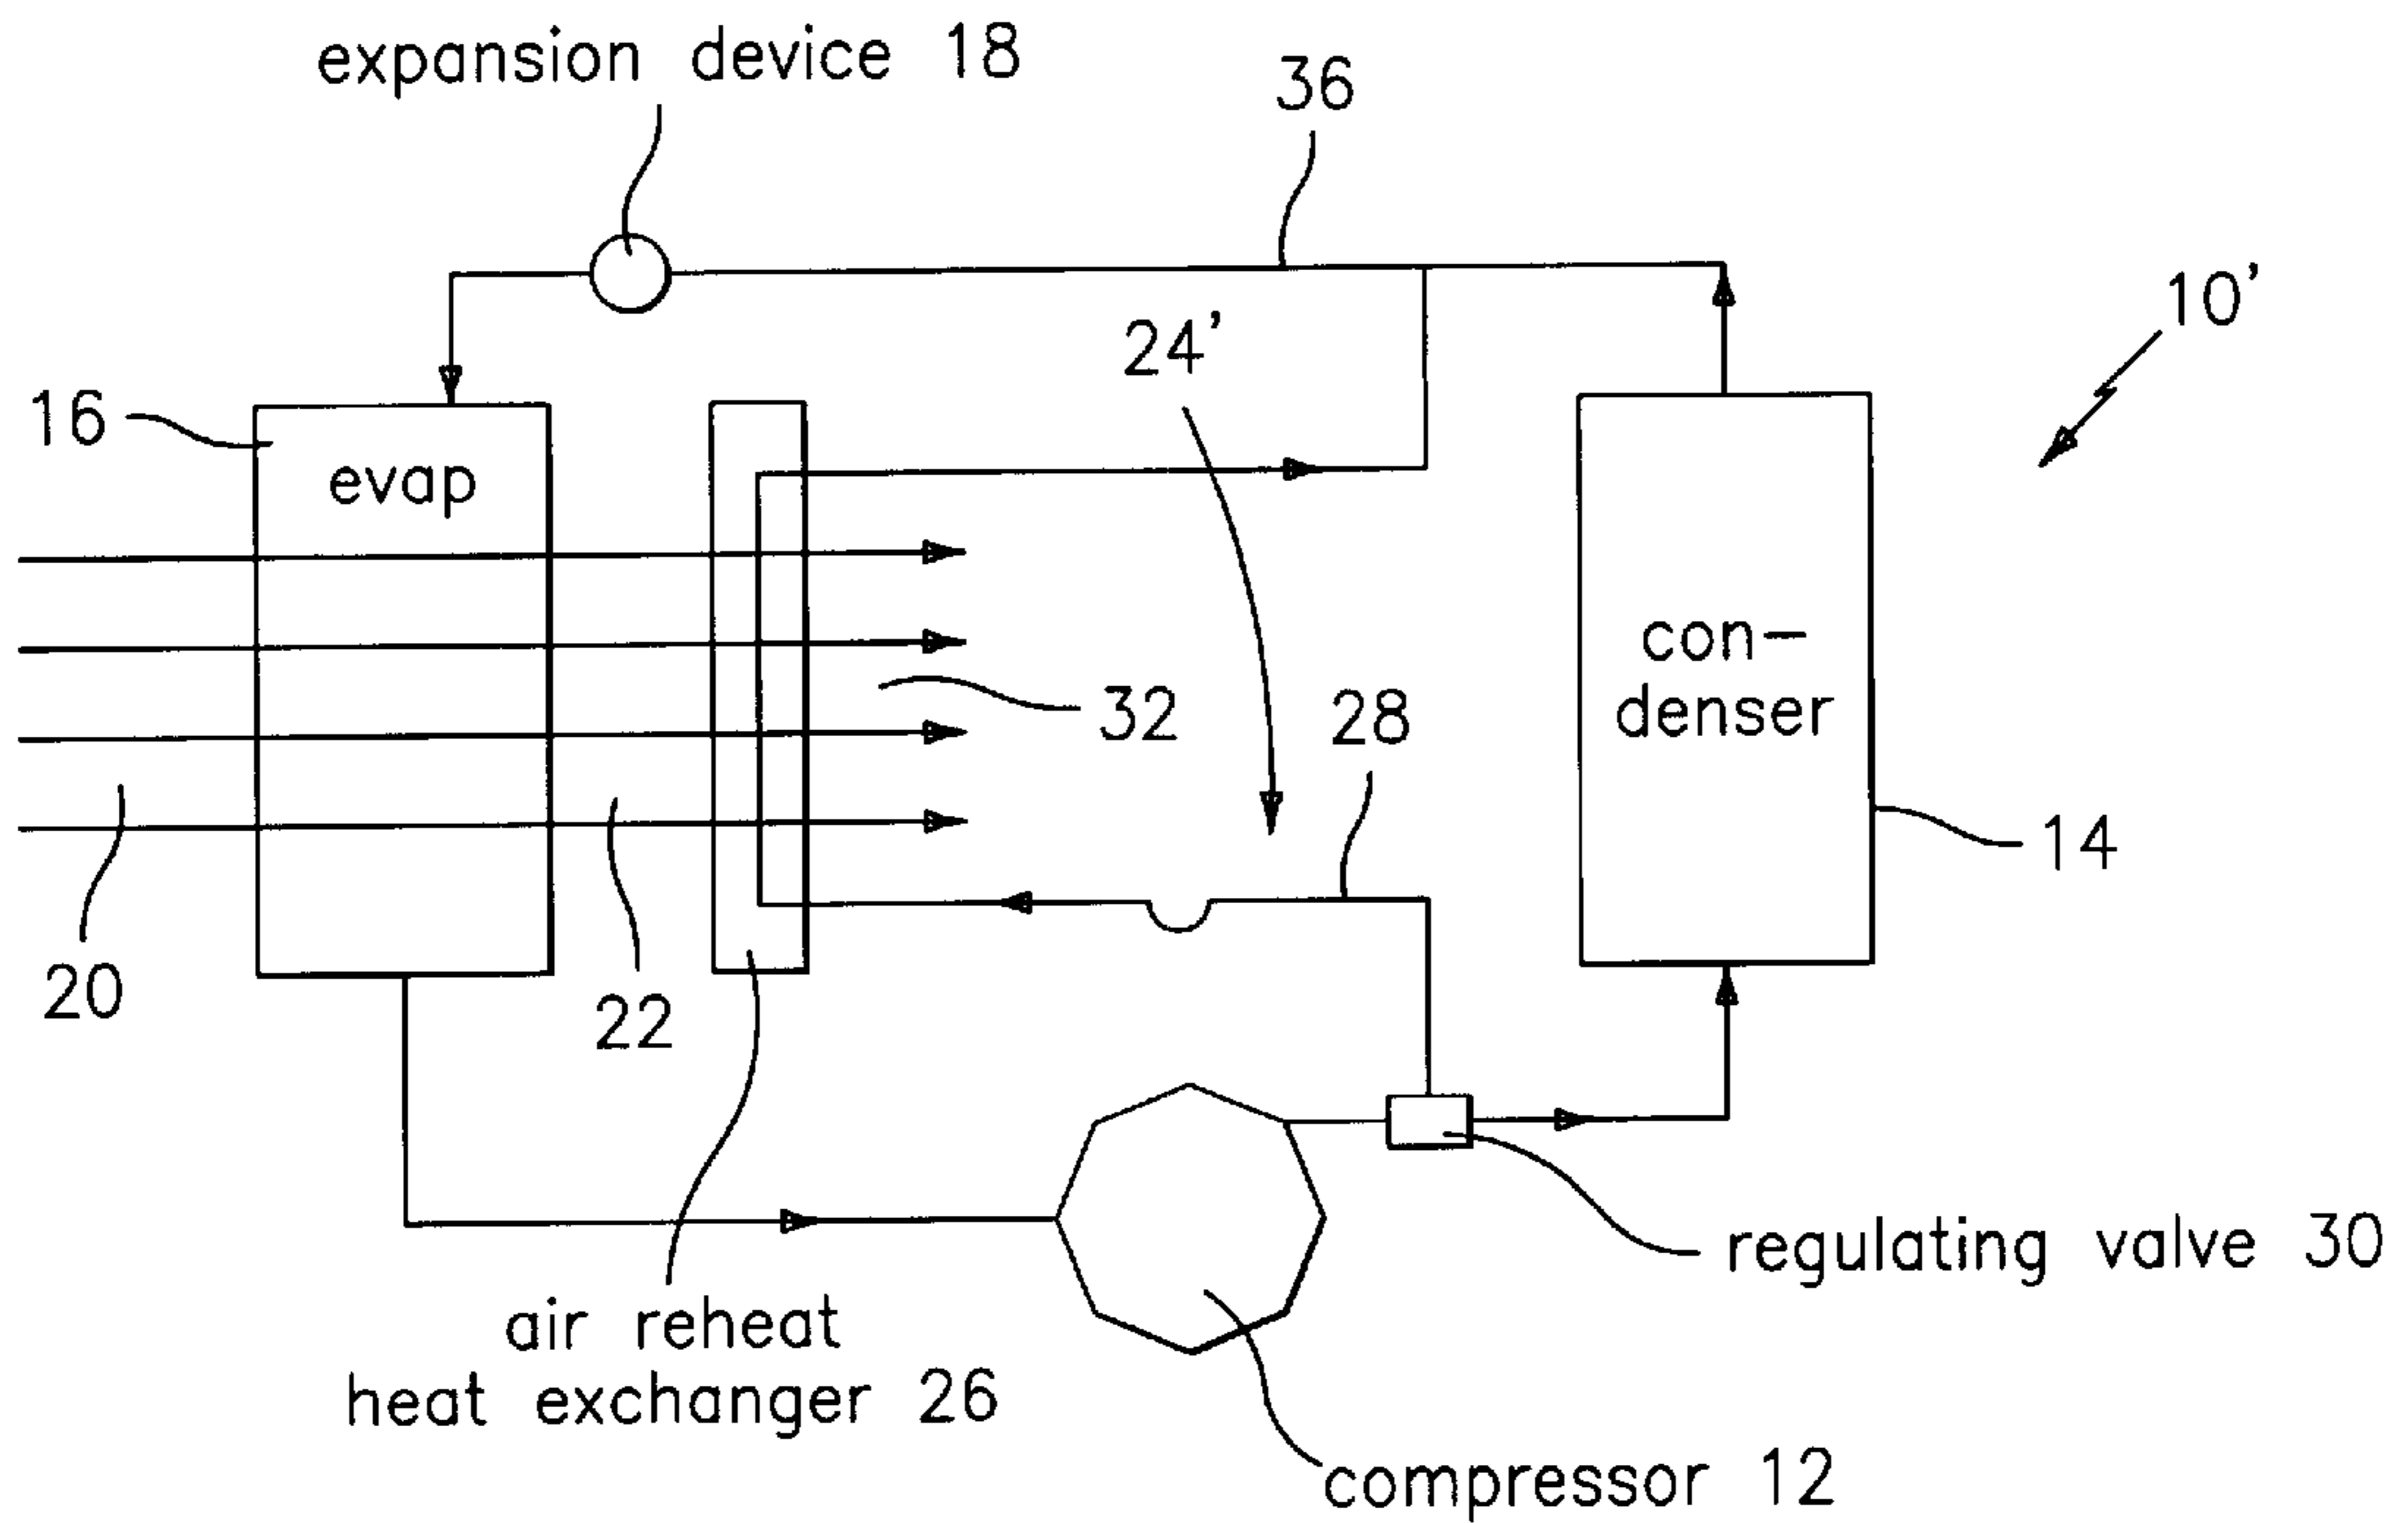 expansion device 18
36
10’
24’
16
evap
con-
denser
32
28
14
20
22
regulating valve 30
air reheat
heat exchanger 26
compressor 12